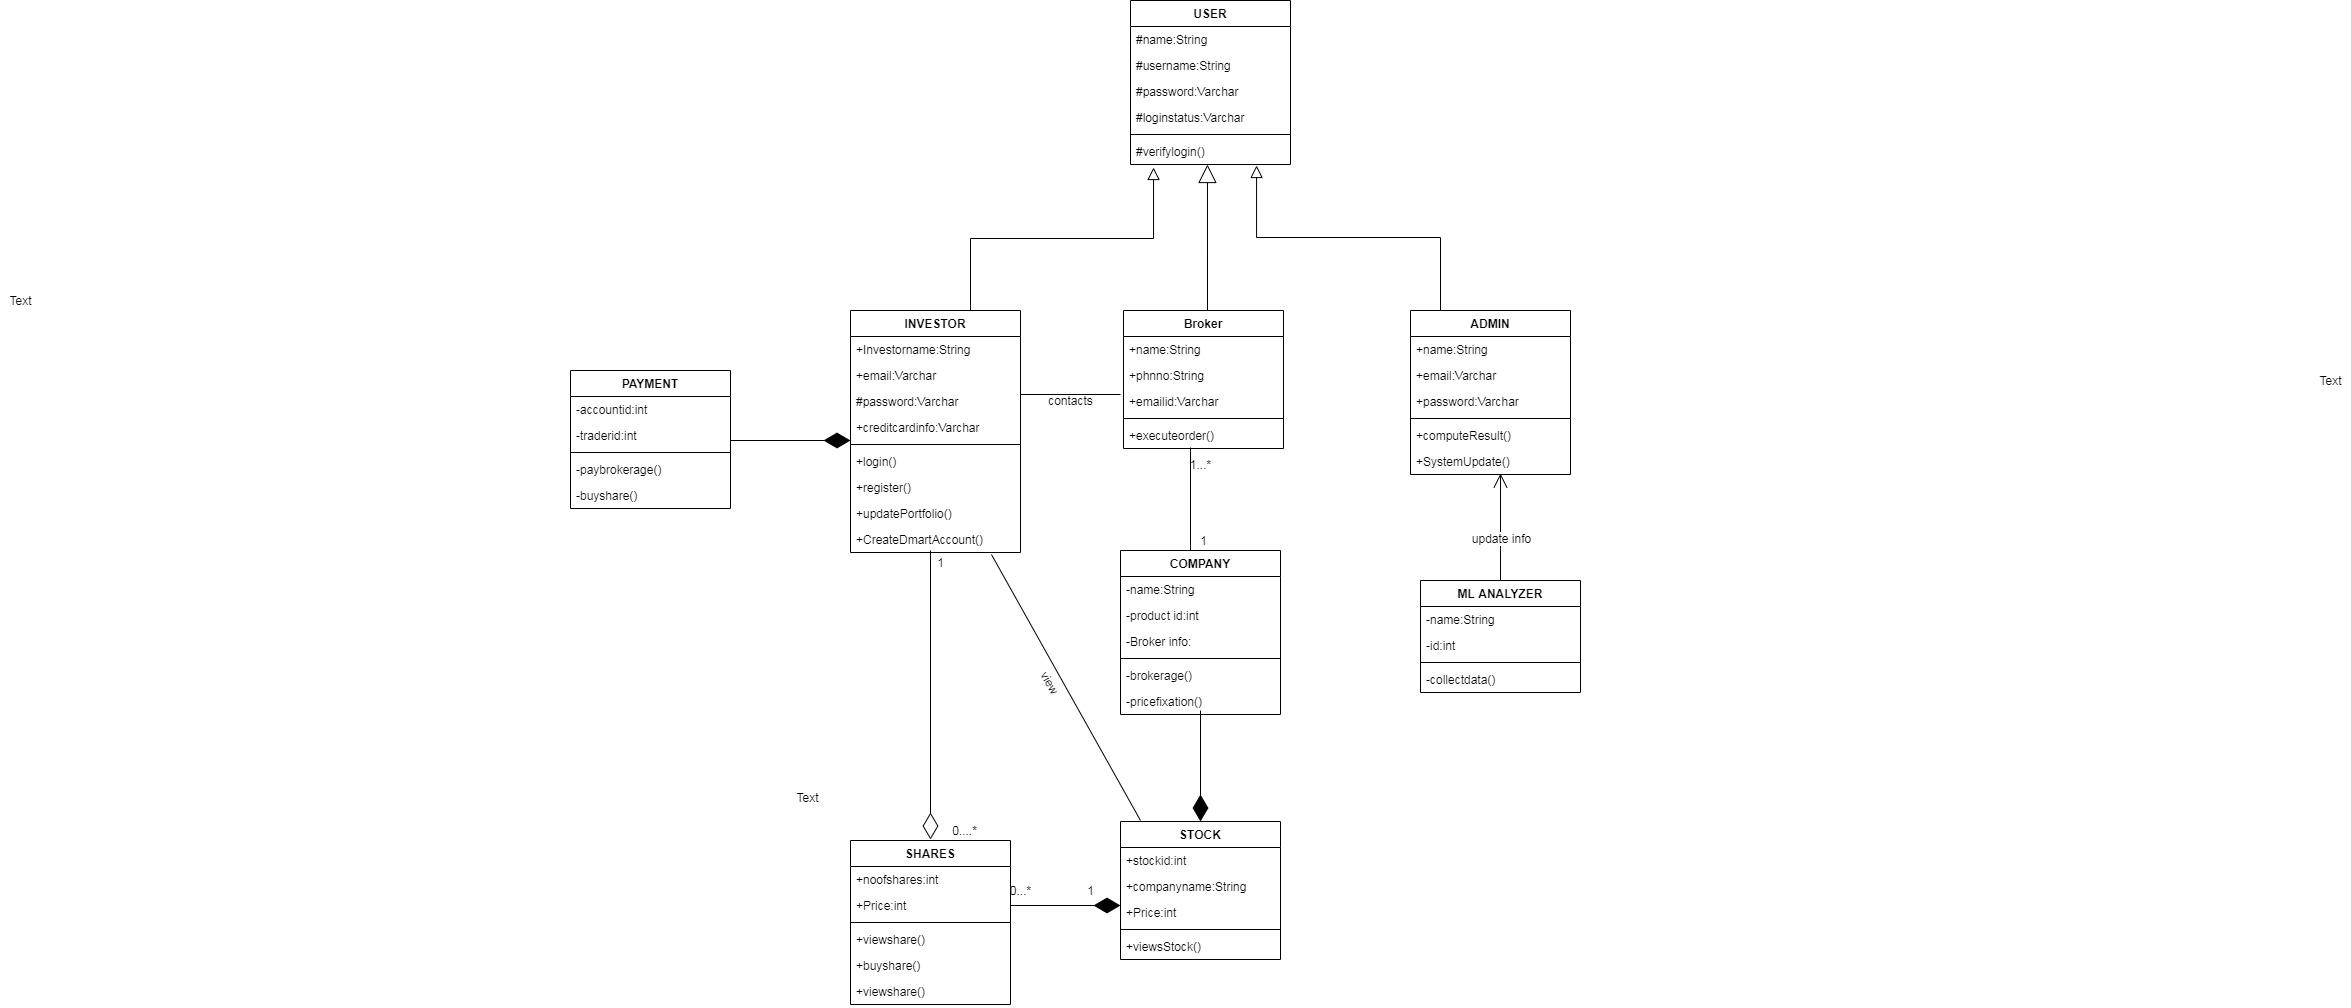 USER
#name:String
#username:String
#password:Varchar
#loginstatus:Varchar
#verifylogin()
Text
Text
INVESTOR
+Investorname:String
+email:Varchar
#password:Varchar
+creditcardinfo:Varchar
+login()
+register()
+updatePortfolio()
+CreateDmartAccount()
contacts
Broker
+name:String
+phnno:String
+emailid:Varchar
+executeorder()
ADMIN
+name:String
+email:Varchar
+password:Varchar
+computeResult()
+SystemUpdate()
PAYMENT
-accountid:int
-traderid:int
-paybrokerage()
-buyshare()
1...*
1
1
update info
COMPANY
-name:String
-product id:int
-Broker info:
-brokerage()
-pricefixation()
ML ANALYZER
-name:String
-id:int
-collectdata()
view
Text
0....*
SHARES
+noofshares:int
+Price:int
+viewshare()
+buyshare()
+viewshare()
0...*
1
STOCK
+stockid:int
+companyname:String
+Price:int
+viewsStock()